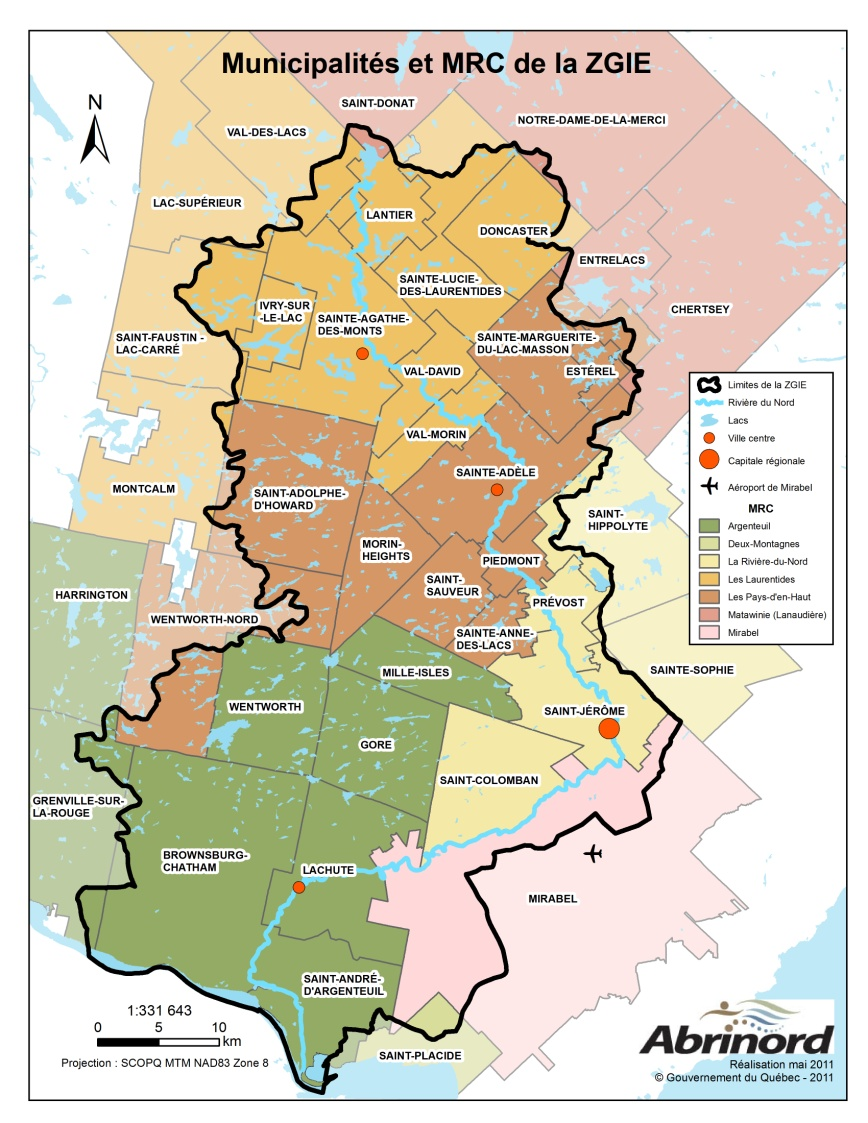 Municipalités et MRC de la ZGIE
N
SAINT-DONAT
NOTRE-DAME-DE-LA-MERCI
VAL-DES-LACS
LAC-SUPÉRIEUR
LANTIER
DONCASTER
ENTRELACS
SAINTE-LUCIE-
DES-LAURENTIDES
IVRY-SUR
-LE-LAC
SAINTE-AGATHE-
DES-MONTS
CHERTSEY
SAINT-FAUSTIN -
LAC-CARRÉ
SAINTE-MARGUERITE-
DU-LAC-MASSON
VAL-DAVID
ESTÉREL
VAL-MORIN
SAINTE-ADÈLE
MONTCALM
SAINT-ADOLPHE-
D'HOWARD
SAINT-
HIPPOLYTE
MORIN-
HEIGHTS
PIEDMONT
SAINT-
SAUVEUR
HARRINGTON
PRÉVOST
WENTWORTH-NORD
SAINTE-ANNE-
DES-LACS
MILLE-ISLES
SAINTE-SOPHIE
WENTWORTH
SAINT-JÉRÔME
GORE
SAINT-COLOMBAN
GRENVILLE-SUR-
LA-ROUGE
BROWNSBURG-
CHATHAM
LACHUTE
MIRABEL
SAINT-ANDRÉ-
D'ARGENTEUIL
SAINT-PLACIDE
Limites de la ZGIE
Rivière du Nord
Lacs
Ville centre
Capitale régionale
Aéroport de Mirabel
MRC
Argenteuil
Deux-Montagnes
La Rivière-du-Nord
Les Laurentides
Les Pays-d'en-Haut
Matawinie (Lanaudière)
Mirabel
1:331 643
0 5 10
km
Projection : SCOPQ MTM NAD83 Zone 8
Abrinord
Réalisation mai 2011
© Gouvernement du Québec - 2011